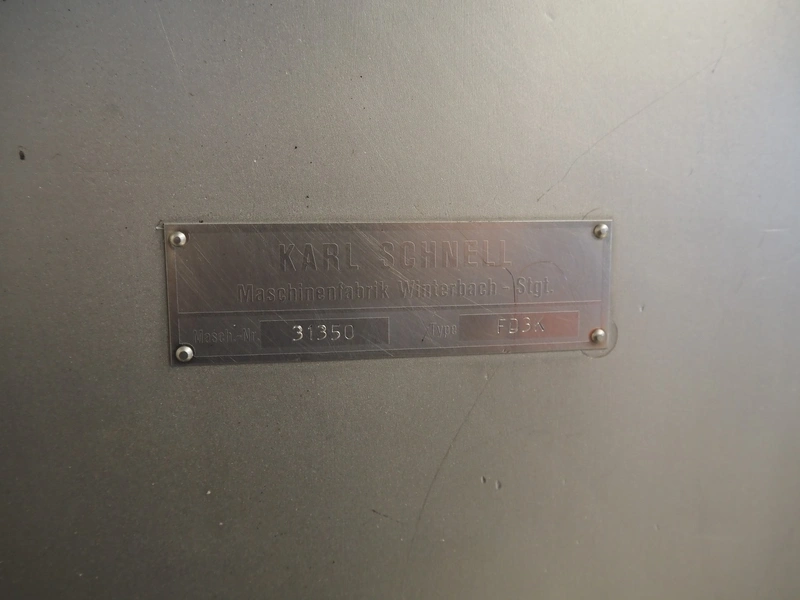 KARL SCHNELL
Maschinenfabrik Winterbach - Stgt.
Masch.-Nr. 31350 Type FD3K